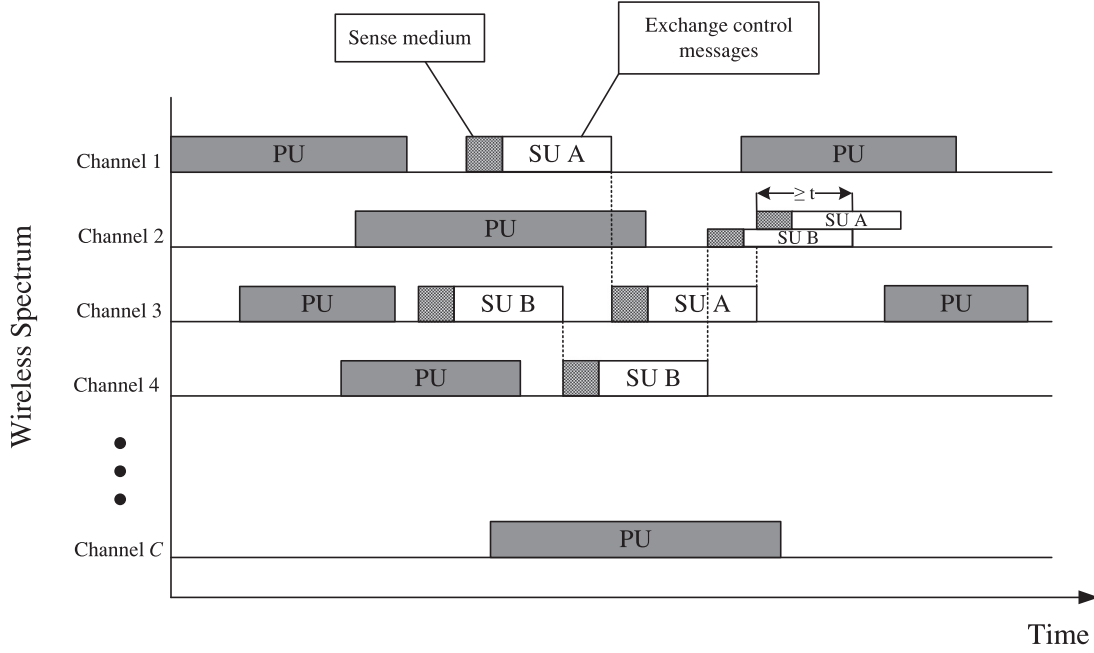 Sense medium
Exchange control
messages
Channel 1
PU
SU A
PU
≥ t
Channel 2
PU
SU A
SU B
Channel 3
PU
SU B
SU A
PU
Channel 4
PU
SU B
Channel C
PU
Wireless Spectrum
Time